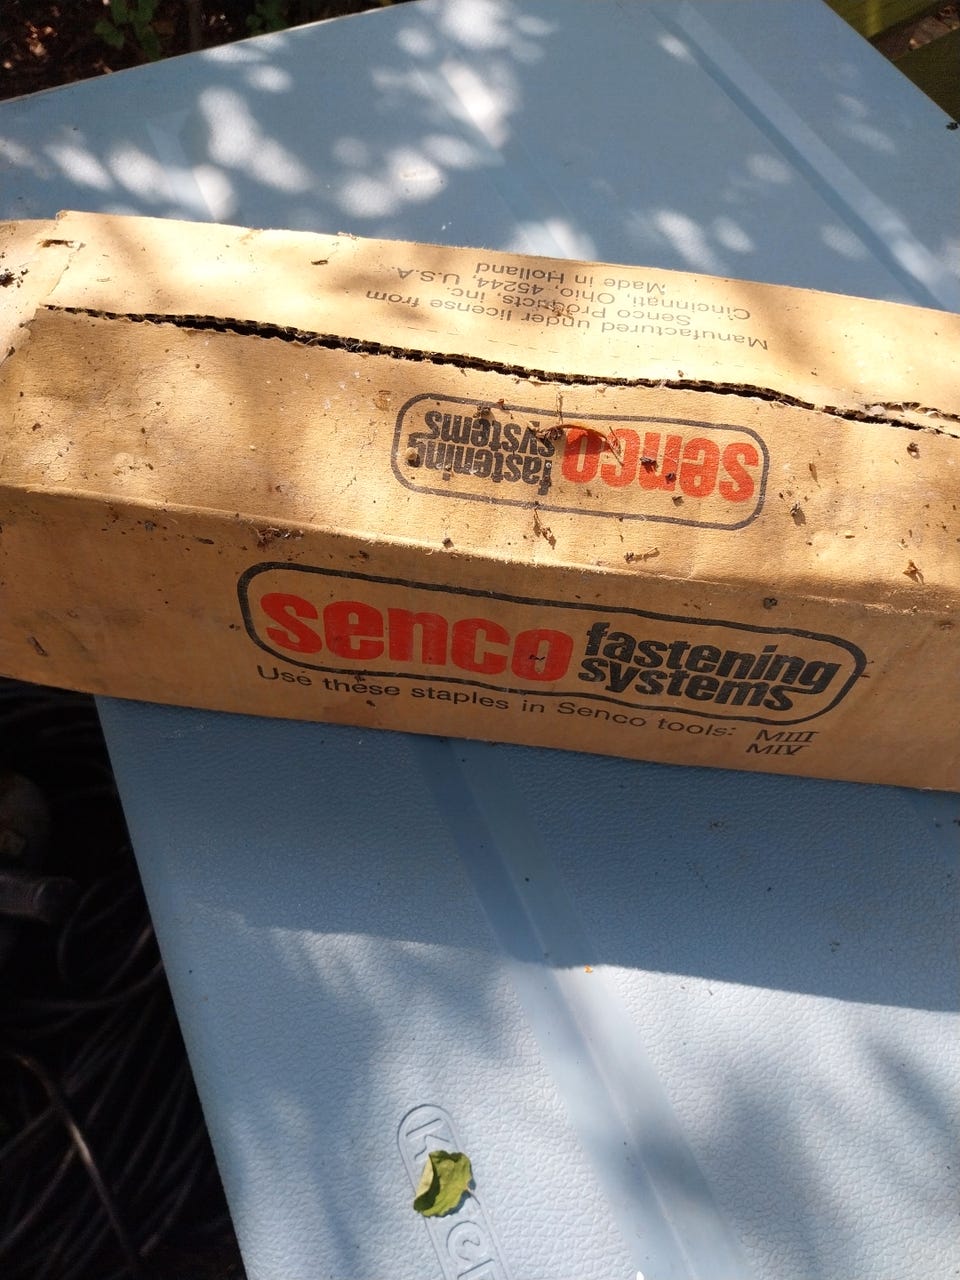 Manufactured under license from
Senco Products, inc.
Cincinnati, Ohio, 45244, U.S.A.
Made in Holland
senco fastening
systems
senco fastening
systems
Use these staples in Senco tools: MIII
MIV